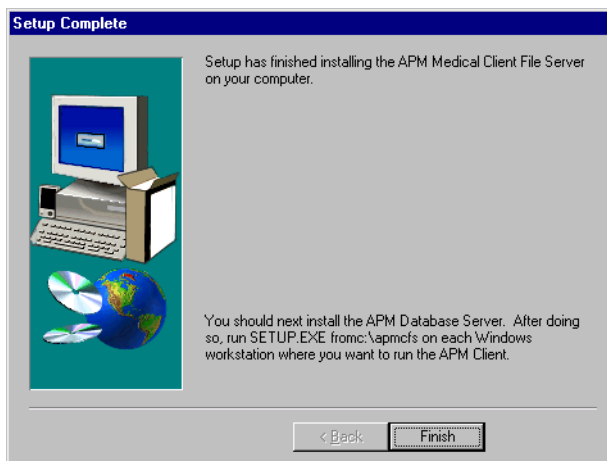 Setup Complete
Setup has finished installing the APM Medical Client File Server
on your computer.
You should next install the APM Database Server. After doing
so, run SETUP.EXE fromc:\apmcfs on each Windows
workstation where you want to run the APM Client.
< Back
Finish